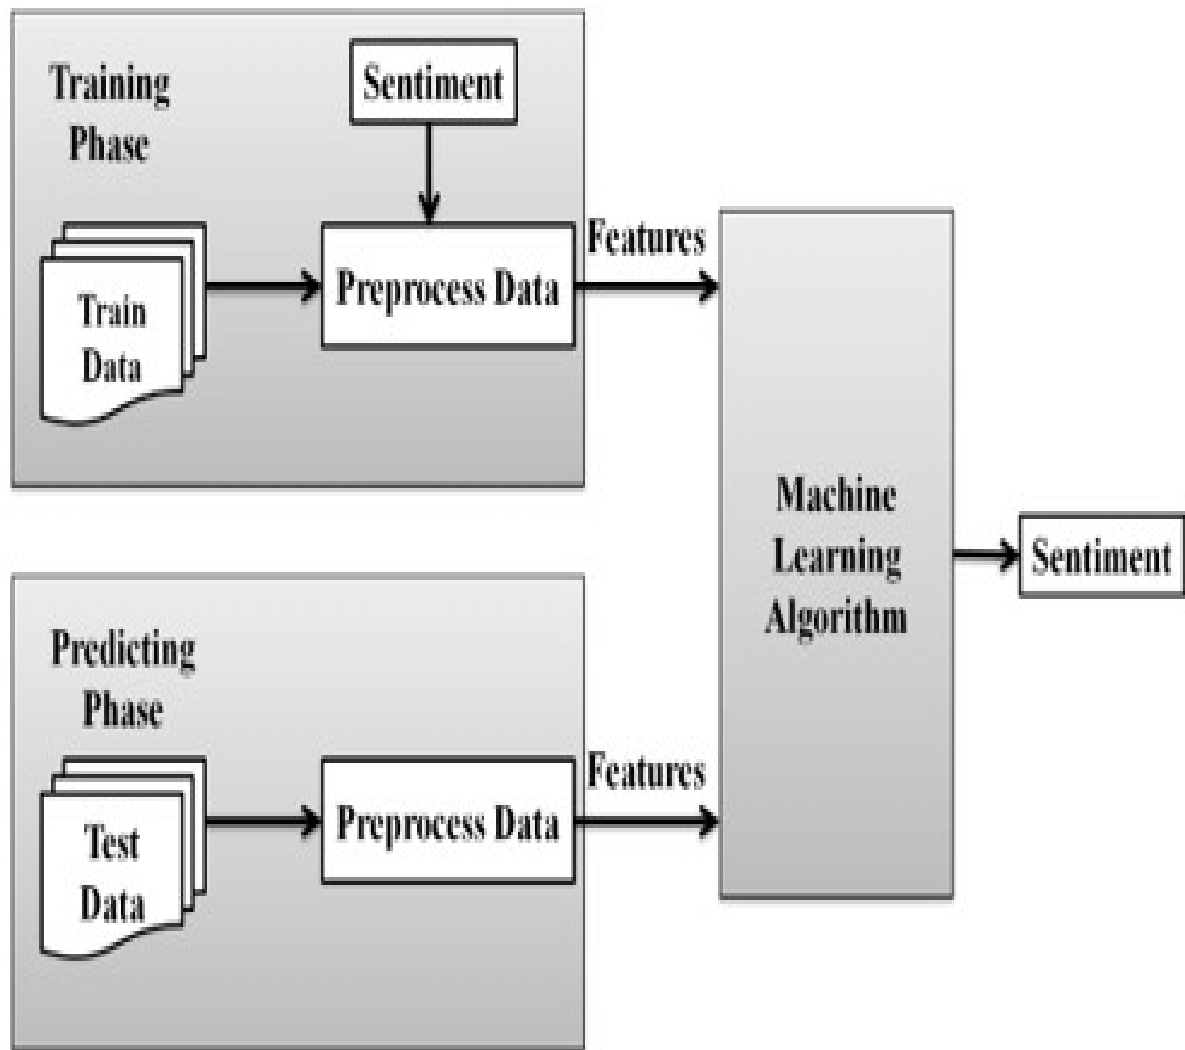 Training
Phase
Sentiment
Train
Data
Preprocess Data
Features
Machine
Learning
Algorithm
Sentiment
Predicting
Phase
Test
Data
Preprocess Data
Features